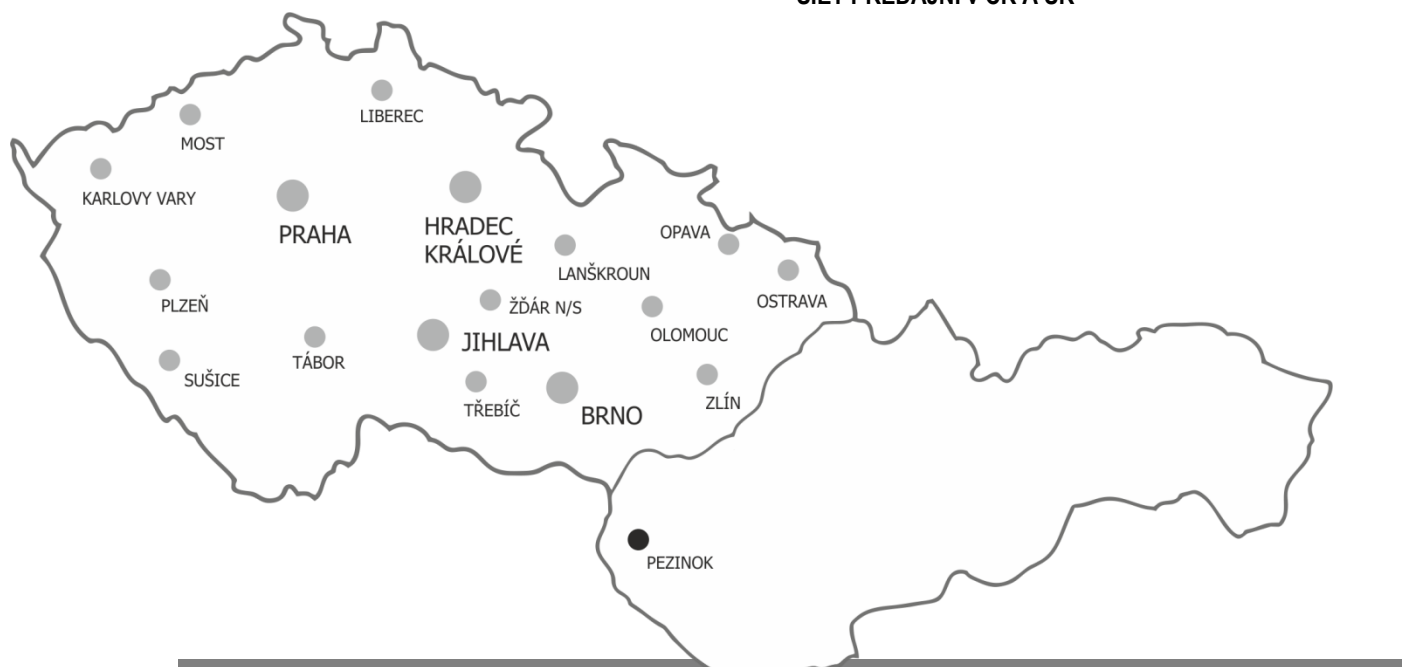 LIBEREC
MOST
KARLOVY VARY
PRAHA
HRADEC
KRÁLOVÉ
OPAVA
LANŠKROUN
OSTRAVA
PLZEŇ
ŽĎÁR N/S
OLOMOUC
JIHLAVA
TÁBOR
SUŠICE
TŘEBÍČ
BRNO
ZLÍN
PEZINOK